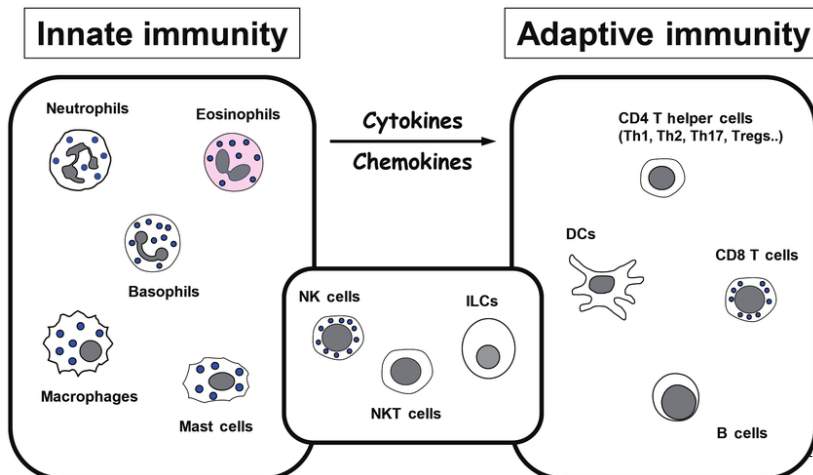 Innate immunity
Adaptive immunity
Neutrophils
Eosinophils
Basophils
Macrophages
Mast cells
Cytokines
Chemokines
NK cells
ILCs
NKT cells
CD4 T helper cells
(Th1, Th2, Th17, Tregs..)
DCs
CD8 T cells
B cells